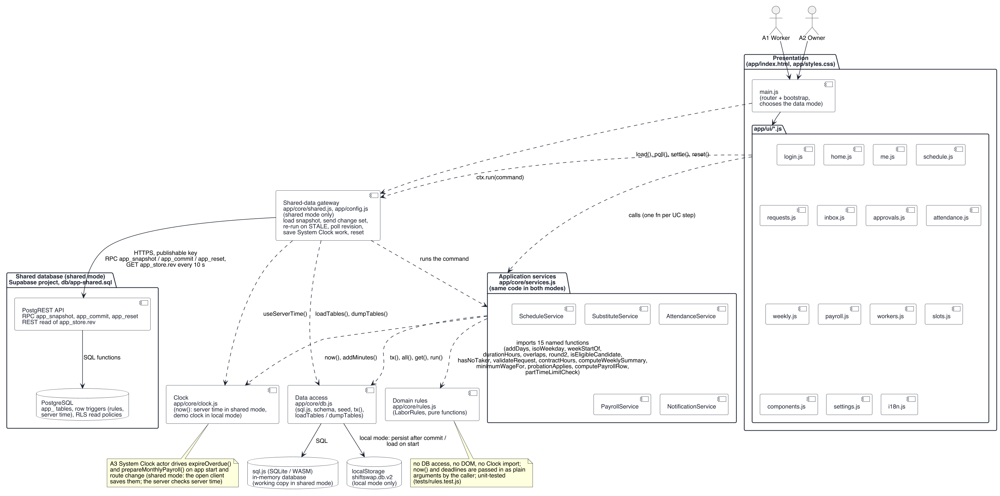 A1 Worker
A2 Owner
Presentation
(app/index.html, app/styles.css)
main.js
(router + bootstrap,
chooses the data mode)
app/ui/*.js
login.js
home.js
me.js
schedule.js
load(), poll(), settle(), reset()
ctx.run(command)
Shared-data gateway
app/core/shared.js, app/config.js
(shared mode only)
load snapshot, send change set,
re-run on STALE, poll revision,
save System Clock work, reset
calls (one fn per UC step)
requests.js
inbox.js
approvals.js
attendance.js
HTTPS, publishable key
RPC app_snapshot / app_commit / app_reset,
GET app_store.rev every 10 s
runs the command
Shared database (shared mode)
Supabase project, db/app-shared.sql
Application services
app/core/services.js
(same code in both modes)
PostgREST API
RPC app_snapshot, app_commit, app_reset
REST read of app_store.rev
useServerTime()
loadTables(), dumpTables()
ScheduleService
SubstituteService
AttendanceService
weekly.js
payroll.js
workers.js
slots.js
SQL functions
now(), addMinutes()
tx(), all(), get(), run()
imports 15 named functions
(addDays, isoWeekday, weekStartOf,
durationHours, overlaps, round2, isEligibleCandidate,
hasNoTaker, validateRequest, contractHours, computeWeeklySummary,
minimumWageFor, probationApplies, computePayrollRow,
partTimeLimitCheck)
PostgreSQL
app_ tables, row triggers (rules,
server time), RLS read policies
Clock
app/core/clock.js
(now(): server time in shared mode,
demo clock in local mode)
Data access
app/core/db.js
(sql.js, schema, seed, tx(),
loadTables / dumpTables)
Domain rules
app/core/rules.js
(LaborRules, pure functions)
PayrollService
NotificationService
components.js
settings.js
i18n.js
SQL
local mode: persist after commit /
load on start
A3 System Clock actor drives expireOverdue()
and prepareMonthlyPayroll() on app start and
route change (shared mode: the open client
saves them; the server checks server time)
sql.js (SQLite / WASM)
in-memory database
(working copy in shared mode)
localStorage
shiftswap.db.v2
(local mode only)
no DB access, no DOM, no Clock import;
now() and deadlines are passed in as plain
arguments by the caller; unit-tested
(tests/rules.test.js)